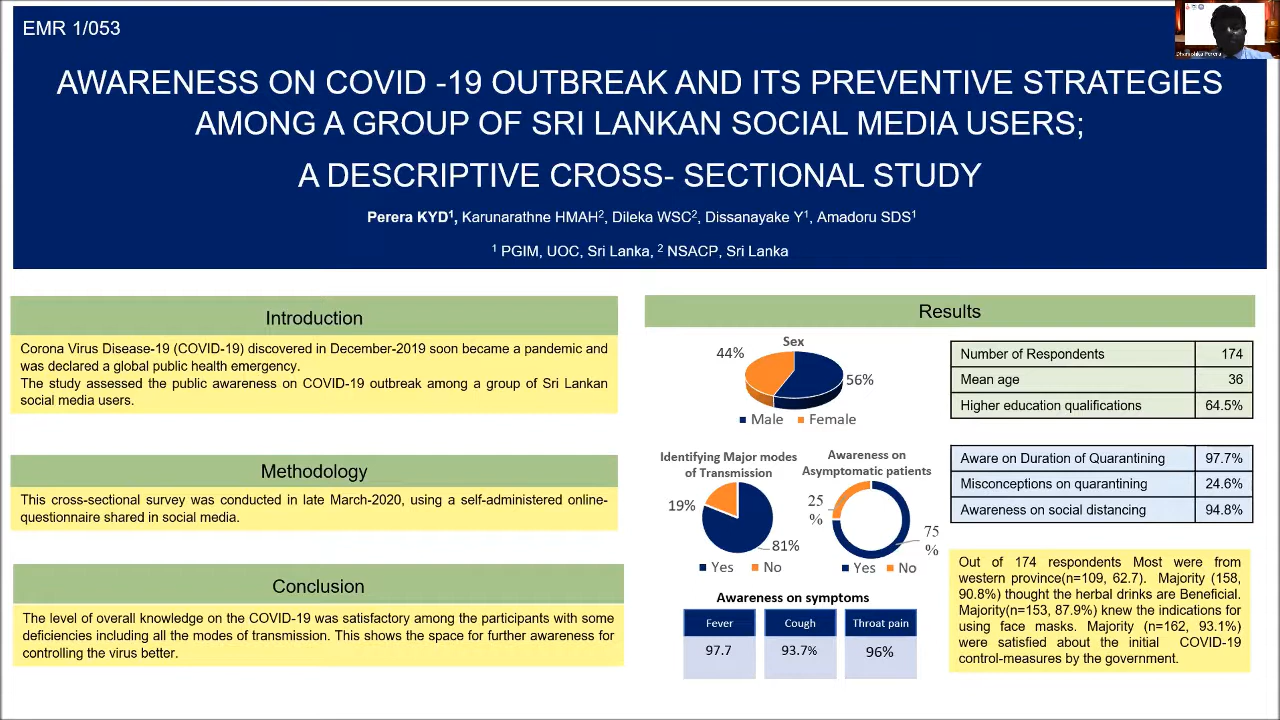 EMR 1/053
Dhanushka Perera
AWARENESS ON COVID -19 OUTBREAK AND ITS PREVENTIVE STRATEGIES
AMONG A GROUP OF SRI LANKAN SOCIAL MEDIA USERS;
A DESCRIPTIVE CROSS- SECTIONAL STUDY
Perera KYD¹, Karunarathne HMAH², Dileka WSC², Dissanayake Y¹, Amadoru SDS¹
¹ PGIM, UOC, Sri Lanka, ² NSACP, Sri Lanka
Introduction
Corona Virus Disease-19 (COVID-19) discovered in December-2019 soon became a pandemic and
was declared a global public health emergency.
The study assessed the public awareness on COVID-19 outbreak among a group of Sri Lankan
social media users.
Methodology
This cross-sectional survey was conducted in late March-2020, using a self-administered online-
questionnaire shared in social media.
Conclusion
The level of overall knowledge on the COVID-19 was satisfactory among the participants with some
deficiencies including all the modes of transmission. This shows the space for further awareness for
controlling the virus better.
Results
Sex
44%
56%
Male Female
Identifying Major modes
of Transmission
19%
81%
Yes No
Awareness on
Asymptomatic patients
25
%
75
%
Yes No
Awareness on symptoms
Fever Cough Throat pain
97.7 93.7% 96%
Number of Respondents 174
Mean age 36
Higher education qualifications 64.5%
Aware on Duration of Quarantining 97.7%
Misconceptions on quarantining 24.6%
Awareness on social distancing 94.8%
Out of 174 respondents Most were from
western province(n=109, 62.7). Majority (158,
90.8%) thought the herbal drinks are Beneficial.
Majority(n=153, 87.9%) knew the indications for
using face masks. Majority (n=162, 93.1%)
were satisfied about the initial COVID-19
control-measures by the government.